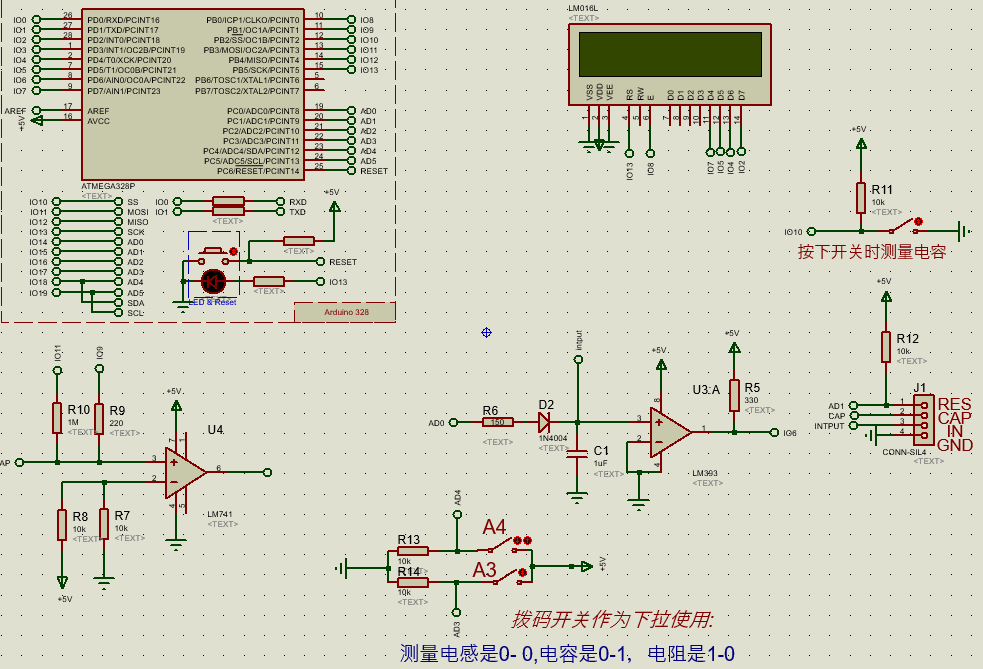 IO0 26 PD0/RXD/PCINT16 PB0/ICP1/CLKO/PCINT0 10 IO8
IO1 27 PD1/TXD/PCINT17 PB1/OC1A/PCINT1 11 IO9
IO2 28 PD2/INT0/PCINT18 PB2/SS/OC1B/PCINT2 12 IO10
IO3 1 PD3/INT1/OC2B/PCINT19 PB3/MOSI/OC2A/PCINT3 13 IO11
IO4 2 PD4/T0/XCK/PCINT20 PB4/MISO/PCINT4 14 IO12
IO5 7 PD5/T1/OC0B/PCINT21 PB5/SCK/PCINT5 15 IO13
IO6 8 PD6/AIN0/OC0A/PCINT22 PB6/TOSC1/XTAL1/PCINT6 5
IO7 9 PD7/AIN1/PCINT23 PB7/TOSC2/XTAL2/PCINT7 6
AREF 17 AREF PC0/ADC0/PCINT8 19 AD0
+5V 16 AVCC PC1/ADC1/PCINT9 20 AD1
PC2/ADC2/PCINT10 21 AD2
PC3/ADC3/PCINT11 22 AD3
PC4/ADC4/SDA/PCINT12 23 AD4
PC5/ADC5/SCL/PCINT13 24 AD5
PC6/RESET/PCINT14 25 RESET
ATMEGA328P
<TEXT>
IO10 SS
IO11 MOSI
IO12 MISO
IO13 SCK
IO14 AD0
IO15 AD1
IO16 AD2
IO17 AD3
IO18 AD4
IO19 AD5
SDA
SCL
IO0 RXD
IO1 TXD
<TEXT>
+5V
<TEXT>
RESET
IO13
<TEXT>
LED & Reset
Arduino 328
LM016L
<TEXT>
VSS VDD VEE RS RW E D0 D1 D2 D3 D4 D5 D6 D7
1 2 3 4 5 6 7 8 9 10 11 12 13 14
IO13 IO8 IO7 IO5 IO4 IO2
+5V
R11
10k
<TEXT>
IO10
按下开关时测量电容
+5V
R12
10k
<TEXT>
J1
AD1 1 RES
CAP 2 CAP
INTPUT 3 IN
4 GND
CONN-SIL4
<TEXT>
IO11 IO9
R10
1M
<TEXT>
R9
220
<TEXT>
+5V
U4
AP
3 2 6 7 1 4 5
LM741
<TEXT>
R8
10k
<TEXT>
R7
10k
<TEXT>
+5V
intput
AD0
R6
150
<TEXT>
D2
1N4004
<TEXT>
C1
1uF
<TEXT>
+5V
U3:A
3 2 1 8 4
LM393
<TEXT>
+5V
R5
330
<TEXT>
IO6
AD4
R13
10k
<TEXT>
R14
10k
<TEXT>
A4
A3
+5V
AD3
拨码开关作为下拉使用:
测量电感是0- 0,电容是0-1，电阻是1-0